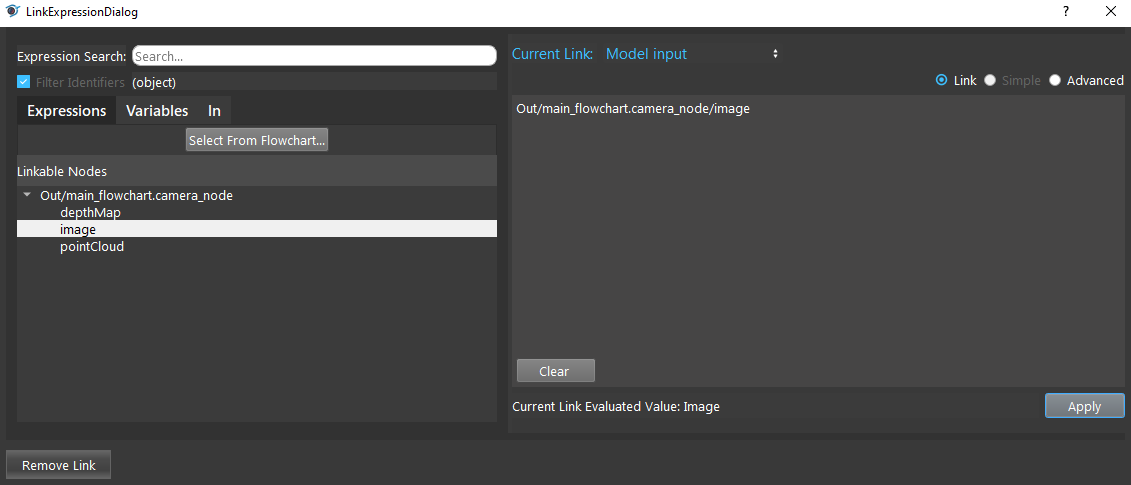 LinkExpressionDialog
?
Expression Search:
Search...
Filter Identifiers (object)
Expressions Variables In
Select From Flowchart...
Linkable Nodes
Out/main_flowchart.camera_node
depthMap
image
pointCloud
Current Link: Model input
Link Simple Advanced
Out/main_flowchart.camera_node/image
Clear
Current Link Evaluated Value: Image
Apply
Remove Link